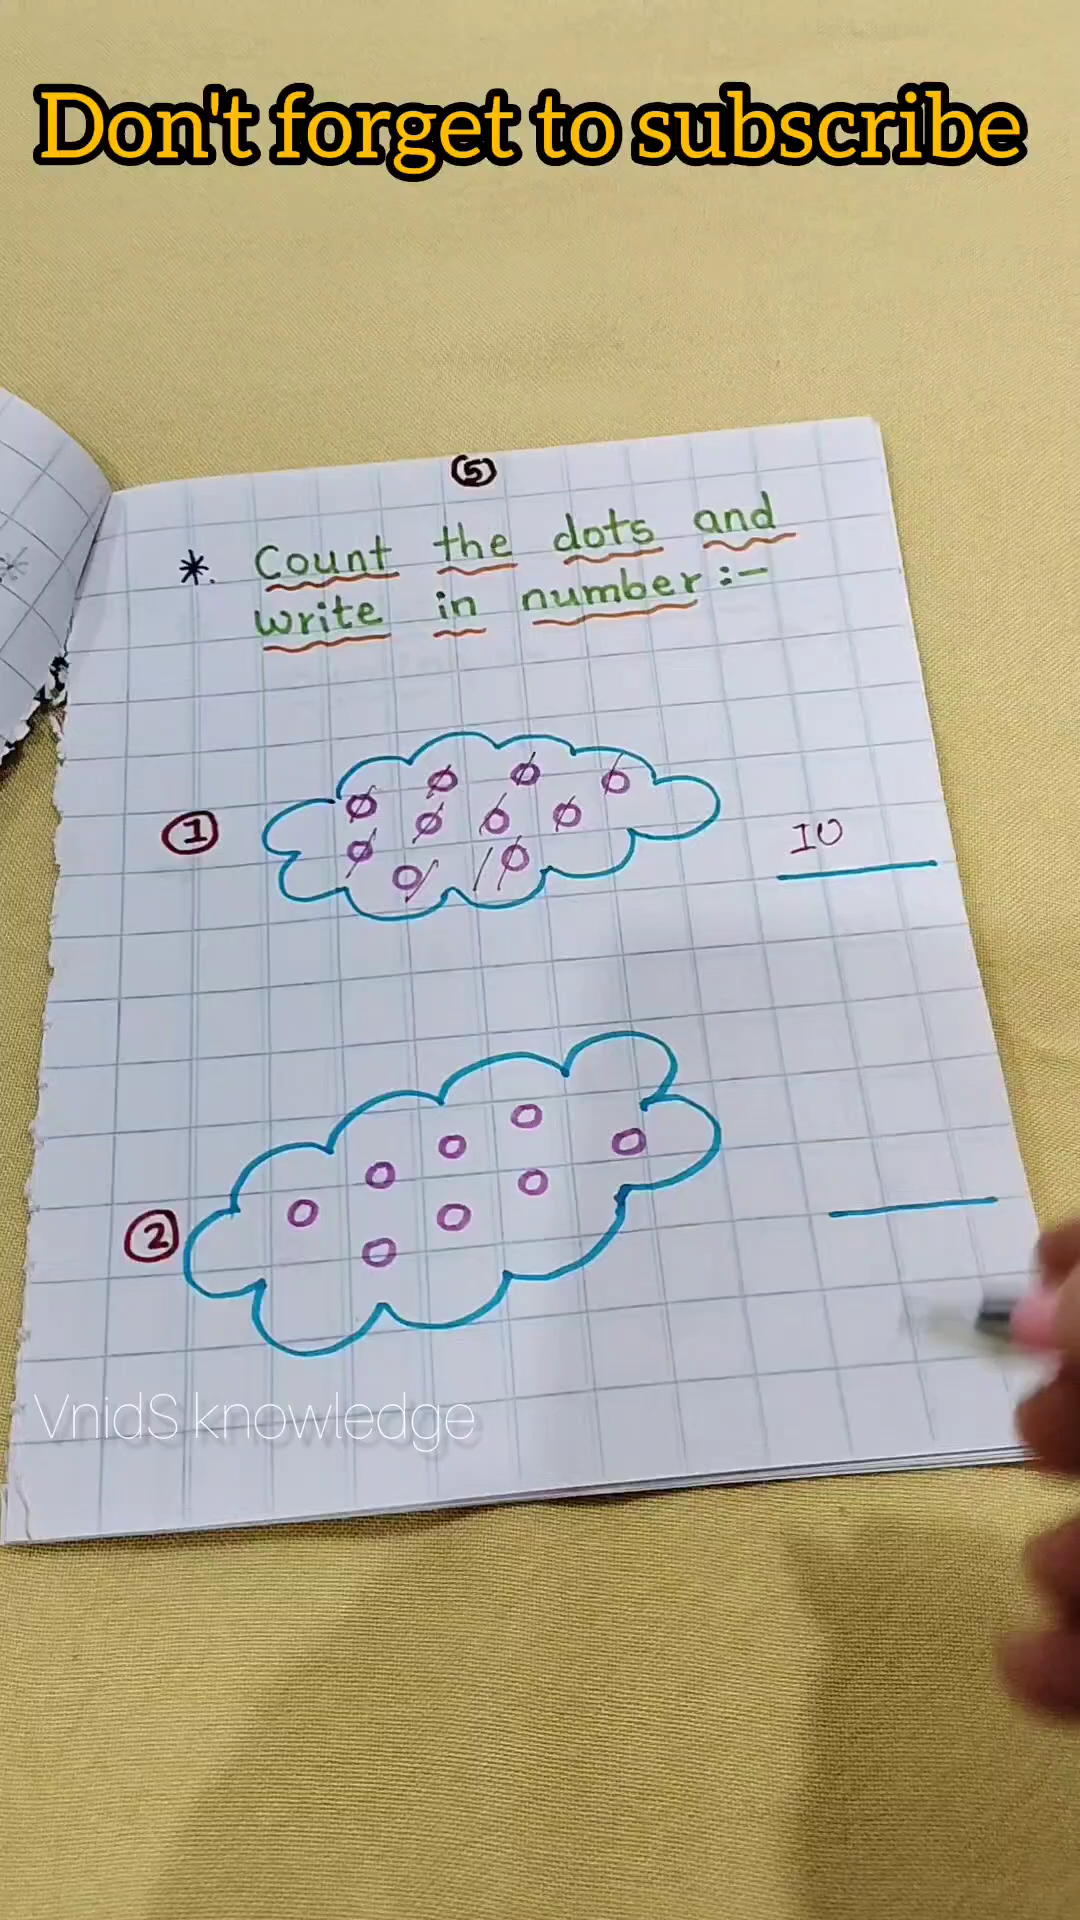 Don't forget to subscribe
5
*. Count the dots and
write in number :-
1
10
2
VnidS knowledge